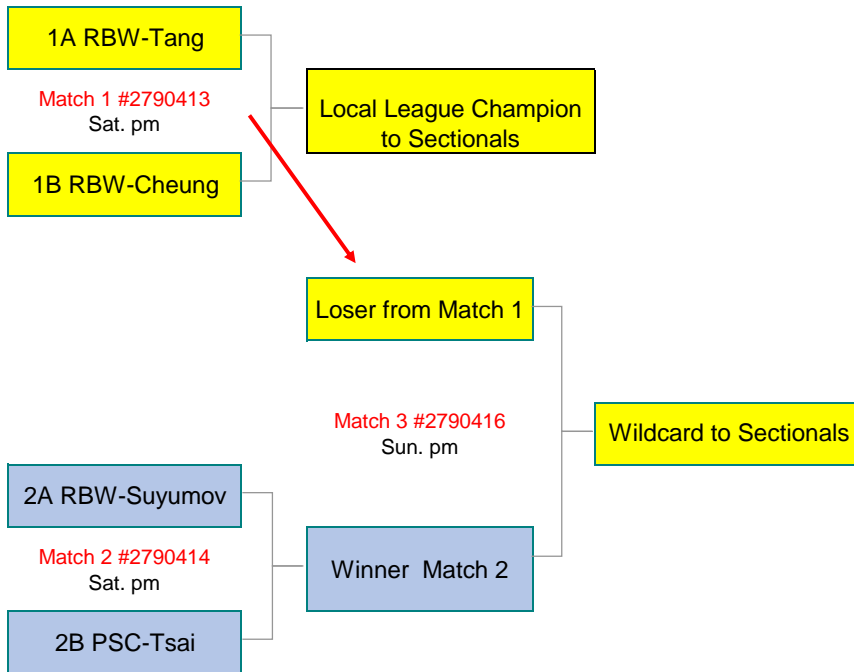 1A RBW-Tang
Match 1 #2790413
Sat. pm
1B RBW-Cheung
Local League Champion
to Sectionals
Loser from Match 1
Match 3 #2790416
Sun. pm
Wildcard to Sectionals
2A RBW-Suyumov
Match 2 #2790414
Sat. pm
2B PSC-Tsai
Winner  Match 2